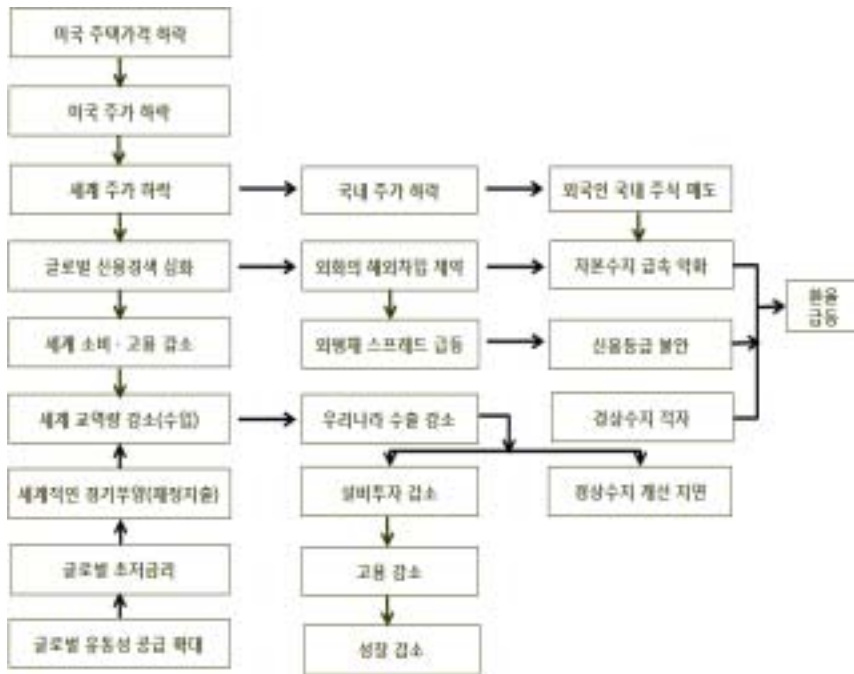 미국 주택가격 하락
미국 주가 하락
세계 주가 하락
국내 주가 하락
외국인 국내 주식 매도
글로벌 신용경색 심화
외화의 해외차입 제약
자본수지 급속 악화
환율
급등
세계 소비·고용 감소
외평채 스프레드 급등
신용등급 불안
세계 교역량 감소(수입)
우리나라 수출 감소
경상수지 적자
세계적인 경기부양(재정지출)
설비투자 감소
경상수지 개선 지연
글로벌 초저금리
고용 감소
글로벌 유동성 공급 확대
성장 감소